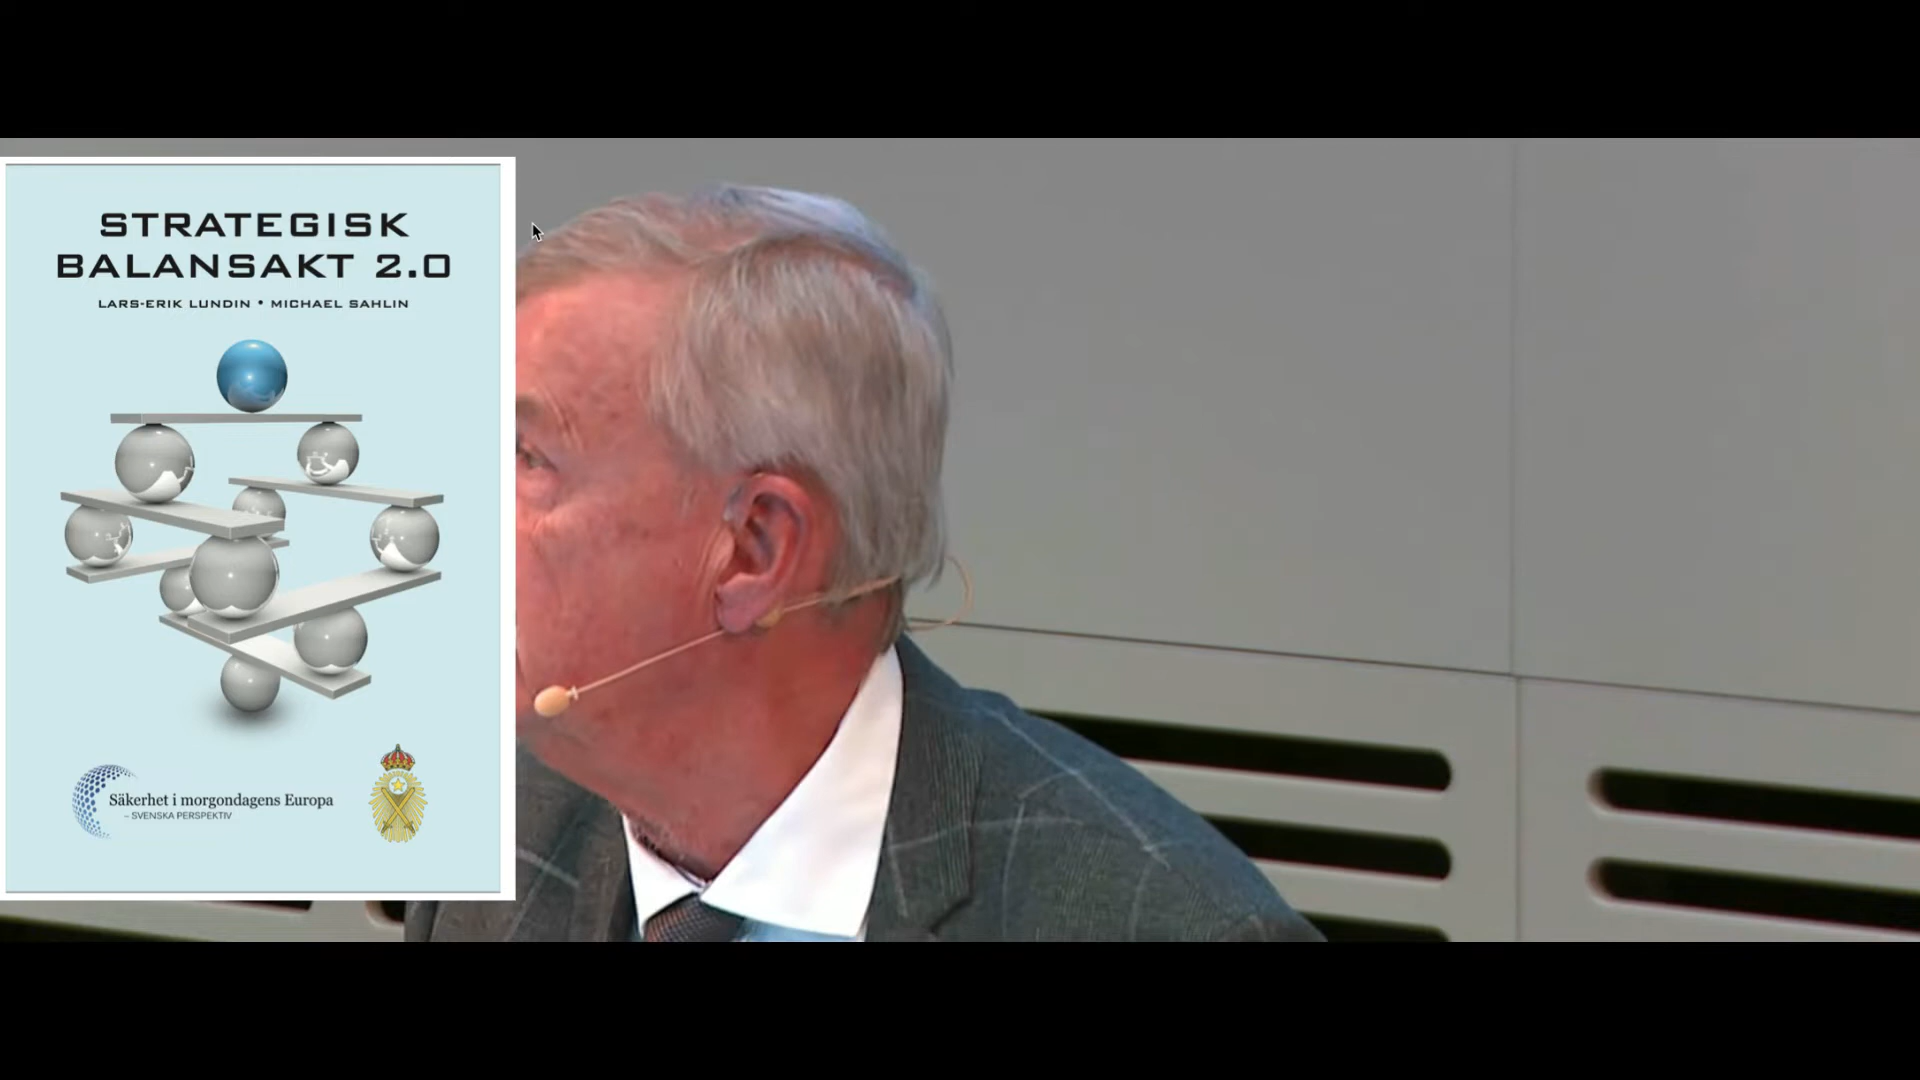 STRATEGISK
BALANSAKT 2.0
LARS-ERIK LUNDIN • MICHAEL SAHLIN
Säkerhet i morgondagens Europa
– SVENSKA PERSPEKTIV